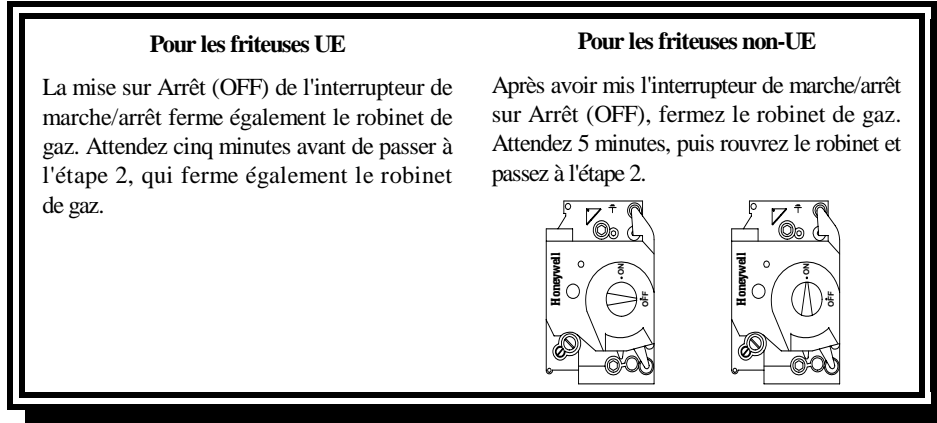 Pour les friteuses UE
La mise sur Arrêt (OFF) de l'interrupteur de
marche/arrêt ferme également le robinet de
gaz. Attendez cinq minutes avant de passer à
l'étape 2, qui ferme également le robinet
de gaz.
Pour les friteuses non-UE
Après avoir mis l'interrupteur de marche/arrêt
sur Arrêt (OFF), fermez le robinet de gaz.
Attendez 5 minutes, puis rouvrez le robinet et
passez à l'étape 2.
Honeywell
ON
OFF
Honeywell
ON
OFF